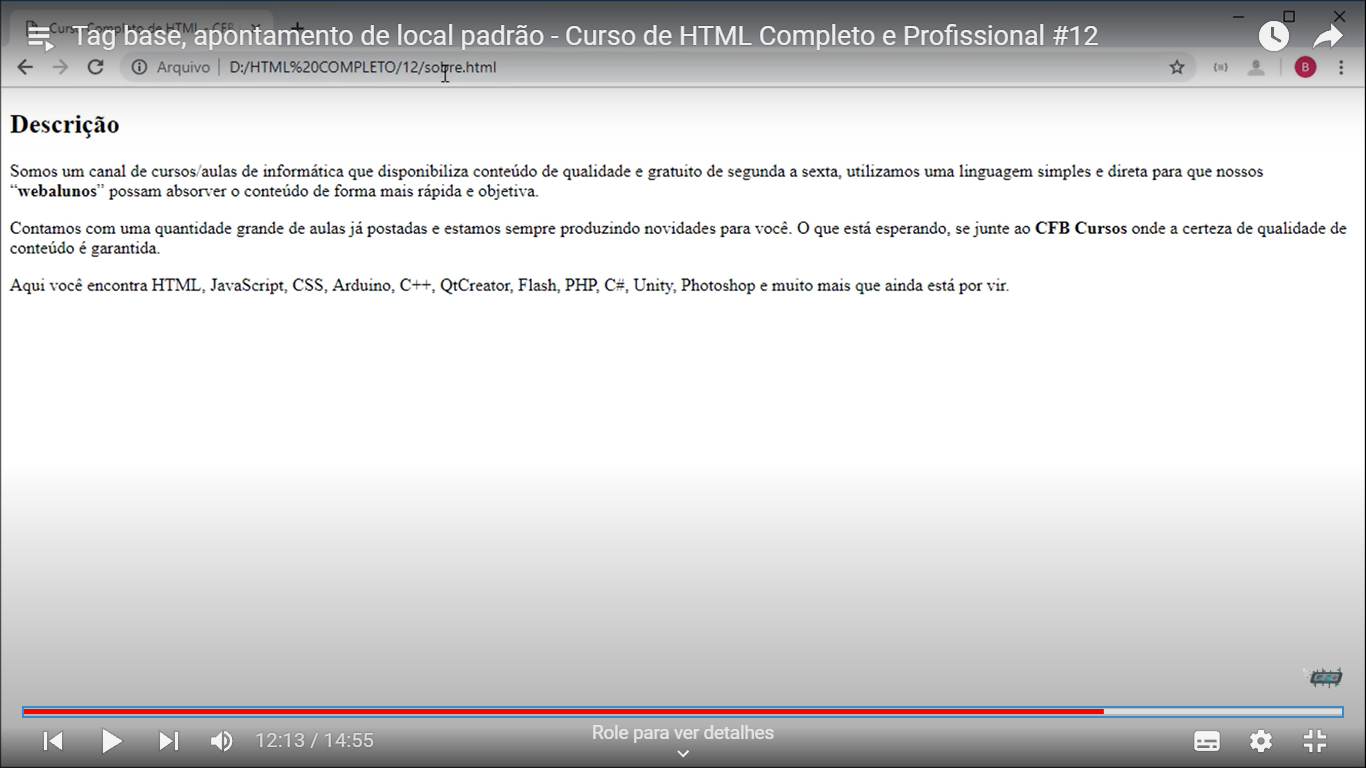 Curso Completo de HTML - CFB
Tag base, apontamento de local padrão - Curso de HTML Completo e Profissional #12
Arquivo | D:/HTML%20COMPLETO/12/sobre.html
B
Descrição
Somos um canal de cursos/aulas de informática que disponibiliza conteúdo de qualidade e gratuito de segunda a sexta, utilizamos uma linguagem simples e direta para que nossos
“webalunos” possam absorver o conteúdo de forma mais rápida e objetiva.
Contamos com uma quantidade grande de aulas já postadas e estamos sempre produzindo novidades para você. O que está esperando, se junte ao CFB Cursos onde a certeza de qualidade de
conteúdo é garantida.
Aqui você encontra HTML, JavaScript, CSS, Arduino, C++, QtCreator, Flash, PHP, C#, Unity, Photoshop e muito mais que ainda está por vir.
12:13 / 14:55
Role para ver detalhes